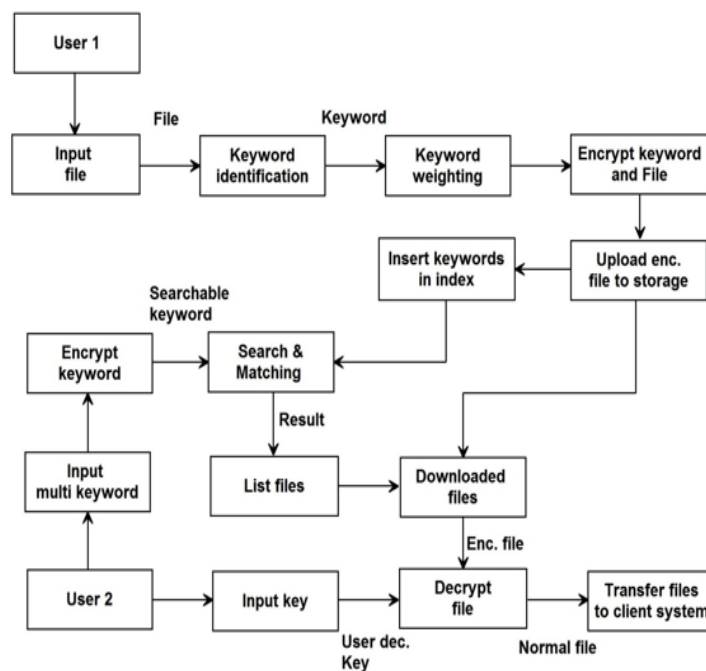 User 1
File
Keyword
Input
file
Keyword
identification
Keyword
weighting
Encrypt keyword
and File
Insert keywords
in index
Upload enc.
file to storage
Searchable
keyword
Encrypt
keyword
Search &
Matching
Result
Input
multi keyword
List files
Downloaded
files
Enc. file
User 2
Input key
Decrypt
file
Transfer files
to client system
User dec.
Key
Normal file